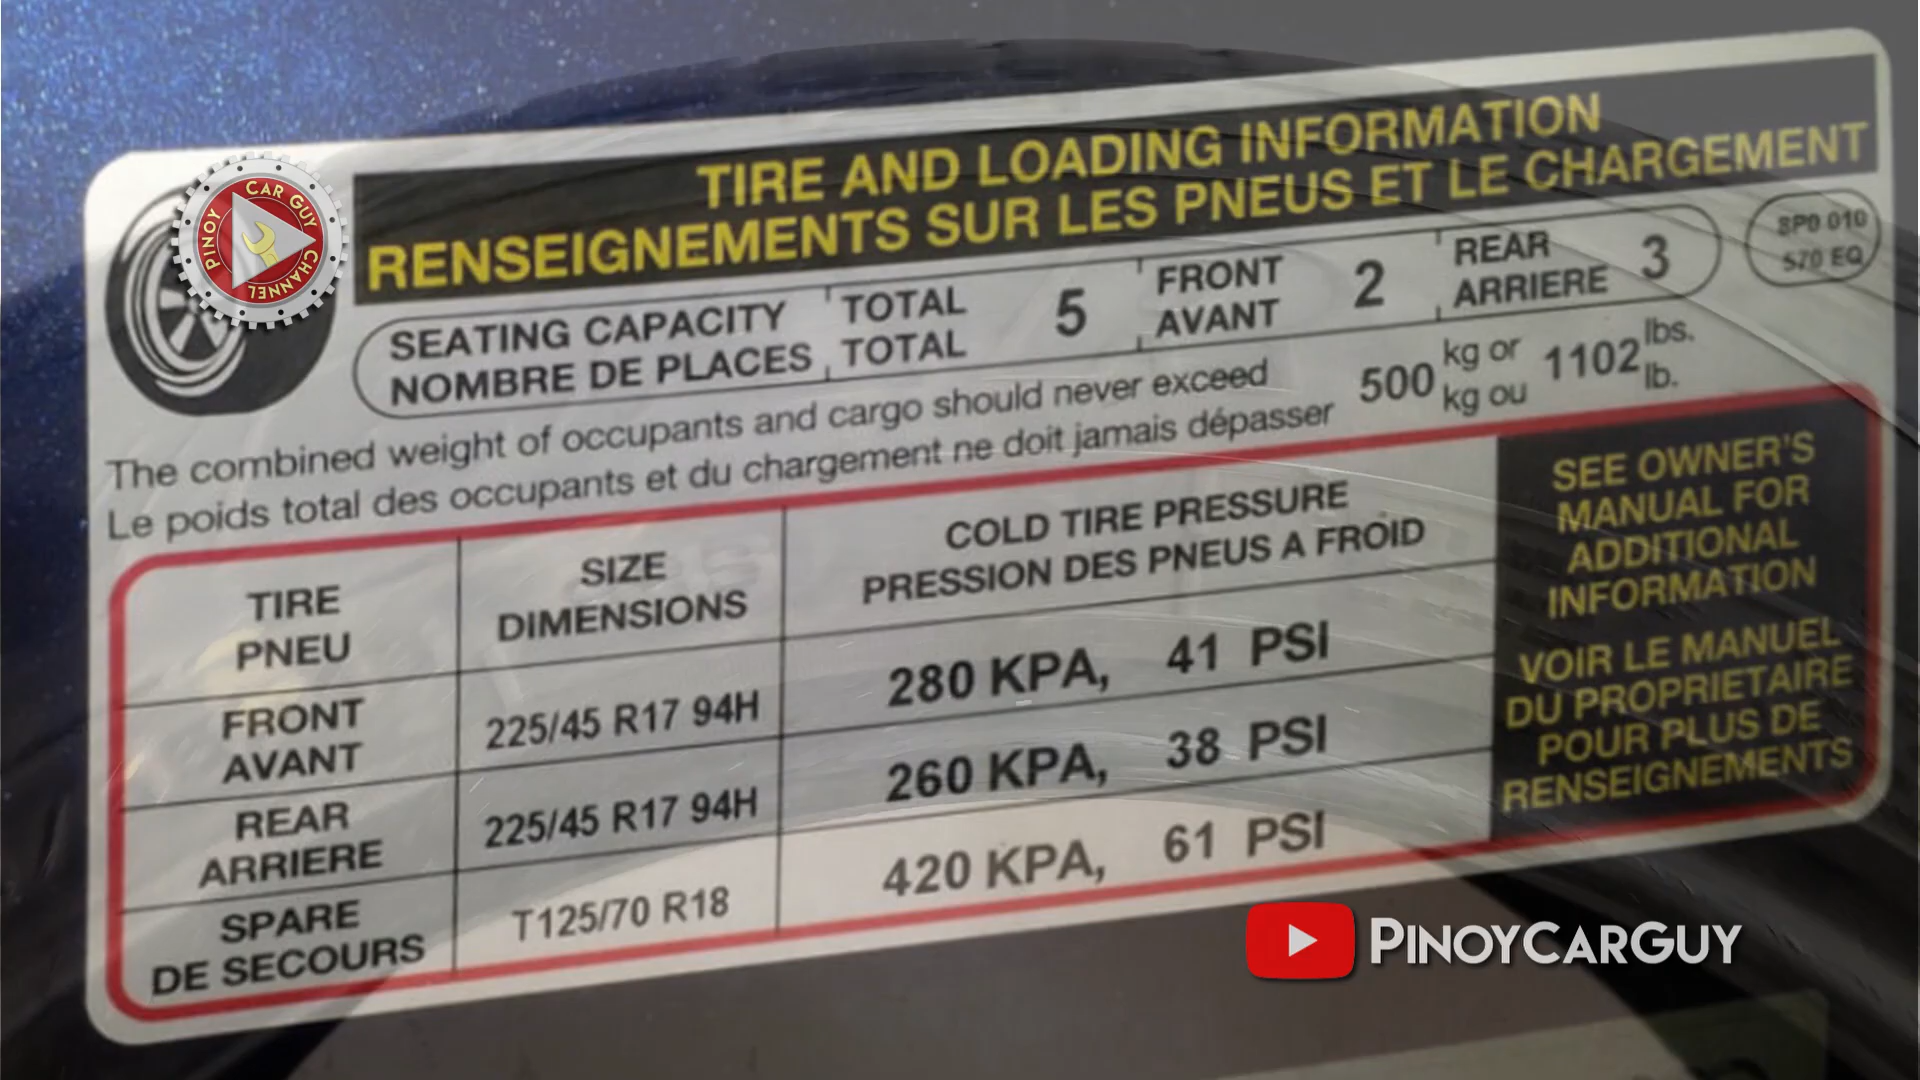 PINOY CAR GUY CHANNEL
TIRE AND LOADING INFORMATION
RENSEIGNEMENTS SUR LES PNEUS ET LE CHARGEMENT
SEATING CAPACITY TOTAL 5 FRONT 2 REAR 3
NOMBRE DE PLACES TOTAL AVANT ARRIERE
8P0 010
570 EQ
The combined weight of occupants and cargo should never exceed 500 kg or 1102 lbs.
Le poids total des occupants et du chargement ne doit jamais dépasser kg ou lb.
TIRE
PNEU
SIZE
DIMENSIONS
COLD TIRE PRESSURE
PRESSION DES PNEUS A FROID
FRONT
AVANT
225/45 R17 94H
280 KPA, 41 PSI
REAR
ARRIERE
225/45 R17 94H
260 KPA, 38 PSI
SPARE
DE SECOURS
T125/70 R18
420 KPA, 61 PSI
SEE OWNER'S
MANUAL FOR
ADDITIONAL
INFORMATION
VOIR LE MANUEL
DU PROPRIETAIRE
POUR PLUS DE
RENSEIGNEMENTS
PINOYCARGUY